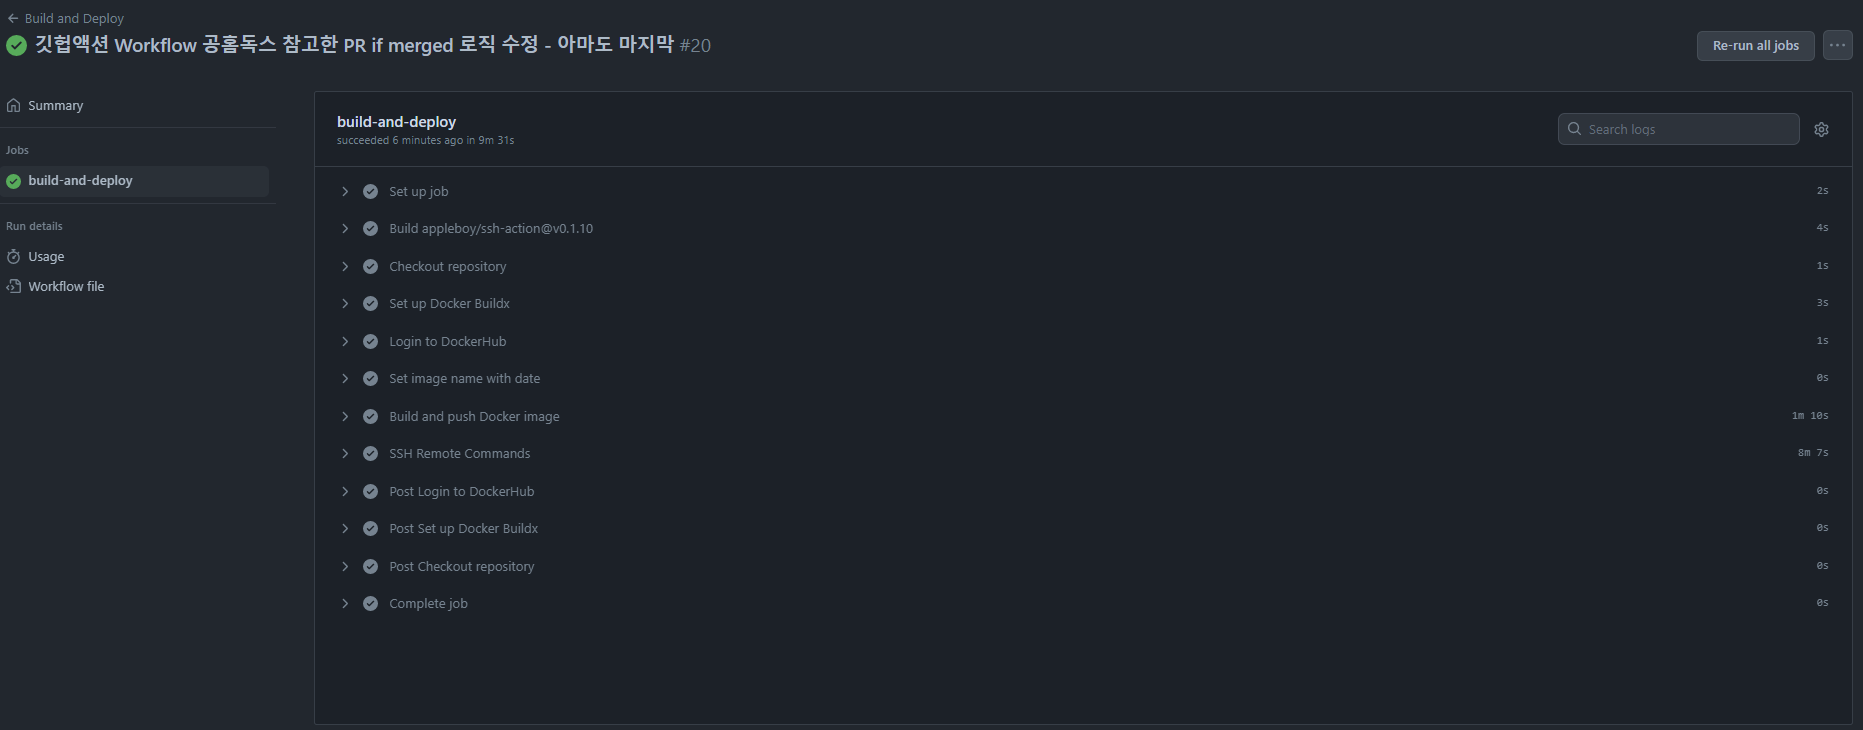 Build and Deploy
깃헙액션 Workflow 공홈독스 참고한 PR if merged 로직 수정 - 아마도 마지막 #20
Re-run all jobs
Summary
Jobs
build-and-deploy
Run details
Usage
Workflow file
build-and-deploy
succeeded 6 minutes ago in 9m 31s
Search logs
Set up job 2s
Build appleboy/ssh-action@v0.1.10 4s
Checkout repository 1s
Set up Docker Buildx 3s
Login to DockerHub 1s
Set image name with date 0s
Build and push Docker image 1m 10s
SSH Remote Commands 8m 7s
Post Login to DockerHub 0s
Post Set up Docker Buildx 0s
Post Checkout repository 0s
Complete job 0s